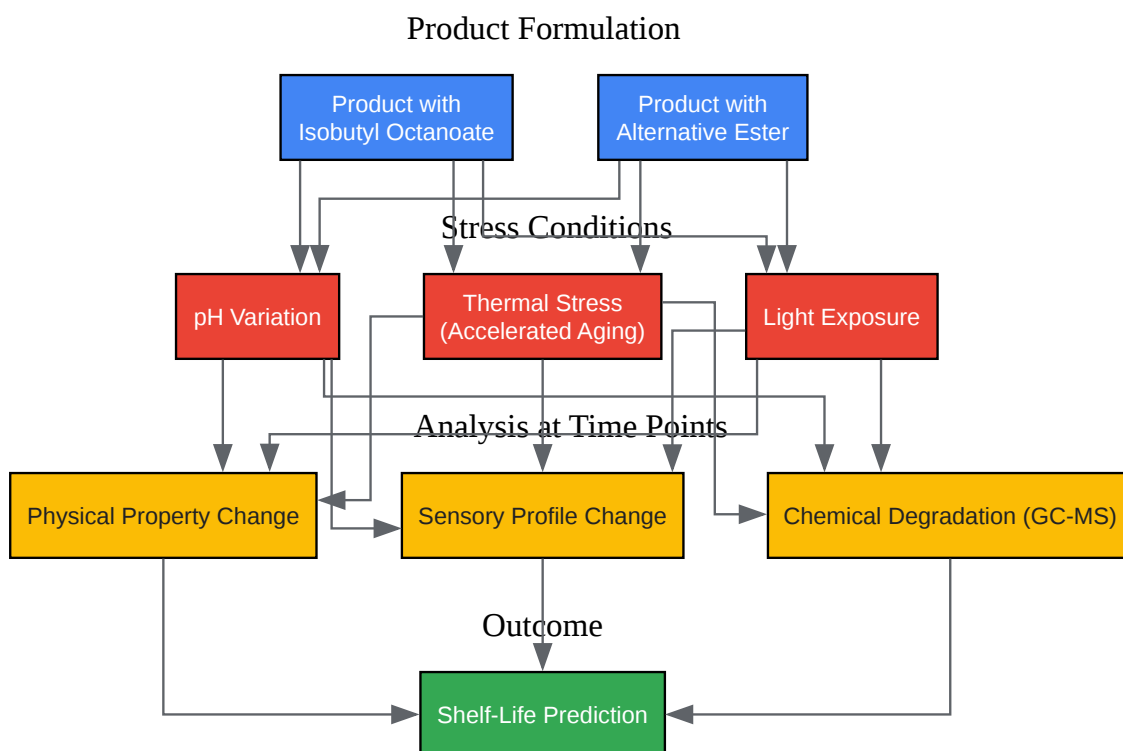 Product Formulation
Product with
Isobutyl Octanoate
Product with
Alternative Ester
Stress Conditions
pH Variation
Thermal Stress
(Accelerated Aging)
Light Exposure
Analysis at Time Points
Physical Property Change
Sensory Profile Change
Chemical Degradation (GC-MS)
Outcome
Shelf-Life Prediction